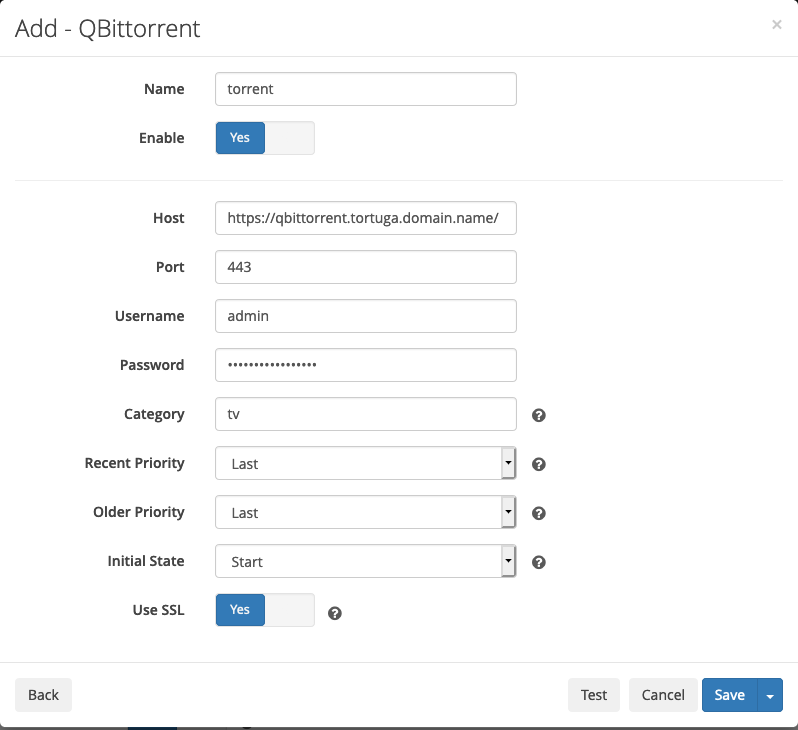 Add - QBittorrent ×
Name torrent
Enable Yes
Host https://qbittorrent.tortuga.domain.name/
Port 443
Username admin
Password •••••••••••••••••
Category tv ?
Recent Priority Last ?
Older Priority Last ?
Initial State Start ?
Use SSL Yes ?
Back Test Cancel Save